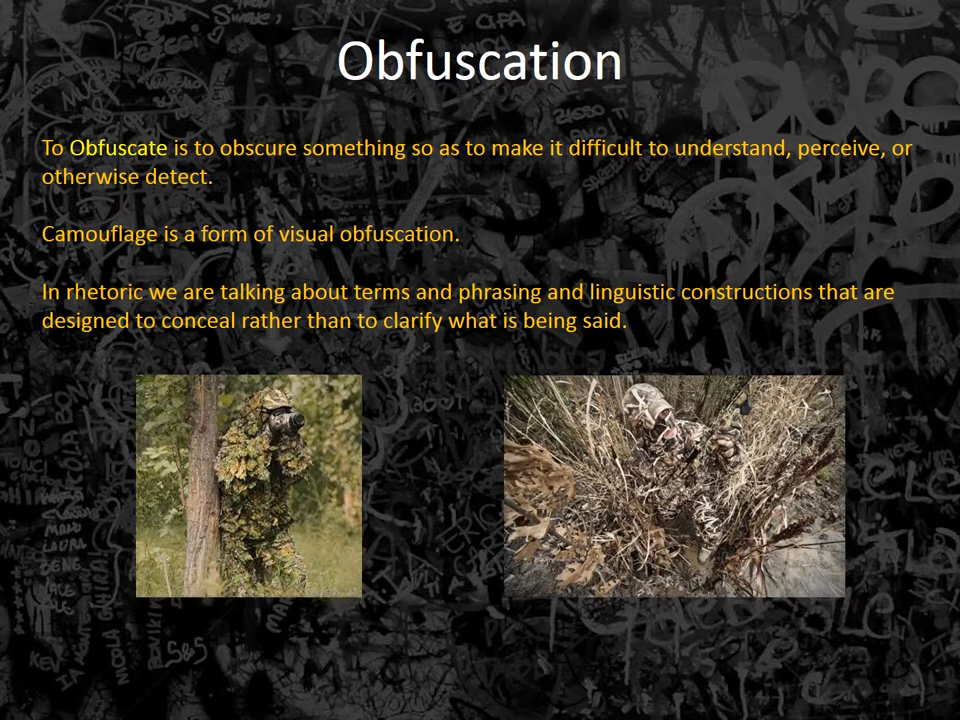 Obfuscation
To Obfuscate is to obscure something so as to make it difficult to understand, perceive, or
otherwise detect.
Camouflage is a form of visual obfuscation.
In rhetoric we are talking about terms and phrasing and linguistic constructions that are
designed to conceal rather than to clarify what is being said.